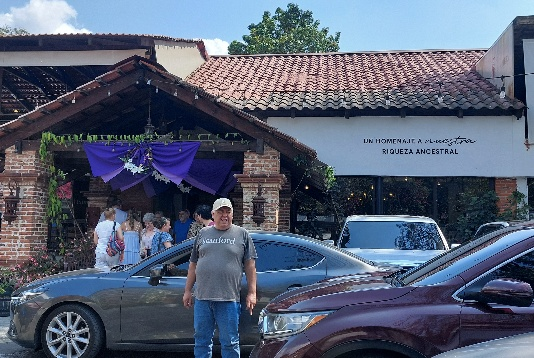 UN HOMENAJE A nuestra
RIQUEZA ANCESTRAL